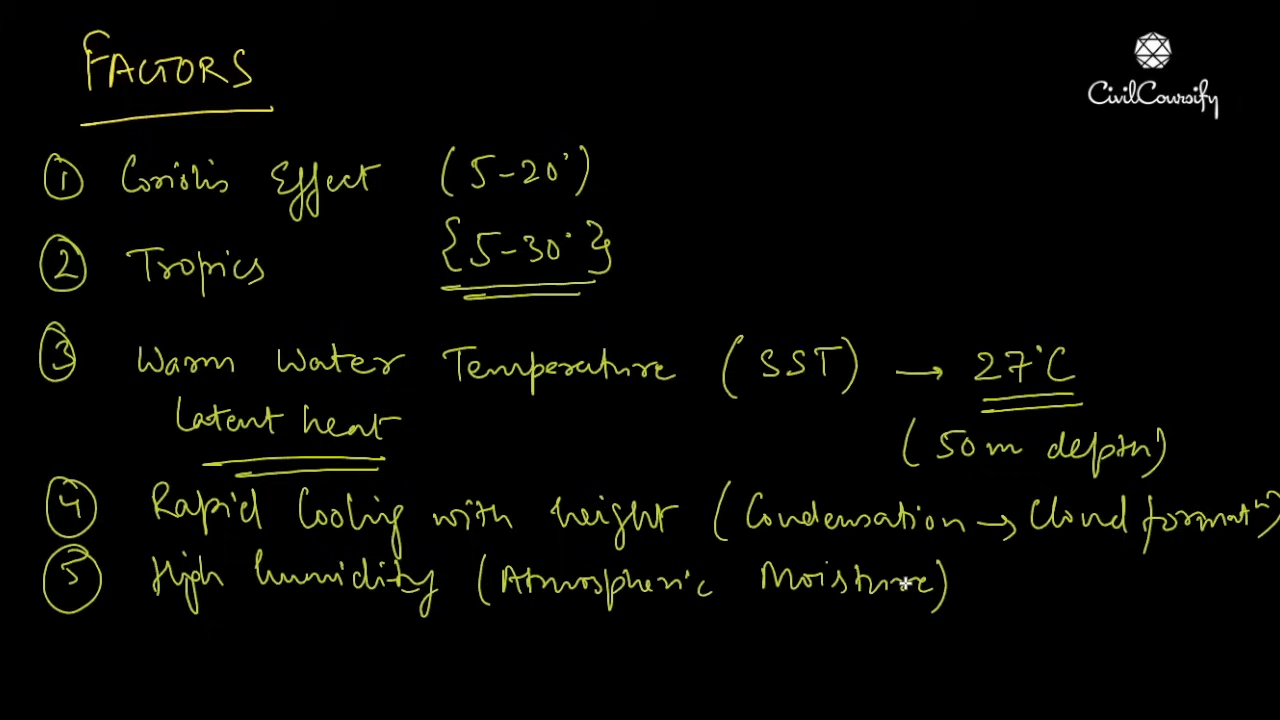 FACTORS
CivilCoursify
① Coriolis Effect (5-20°)
② Tropics {5-30°}
③ Warm Water Temperature (SST) → 27°C
Latent heat
(50m depth)
④ Rapid Cooling with height (Condensation → Cloud formatⁿ)
⑤ High humidity (Atmospheric Moisture)